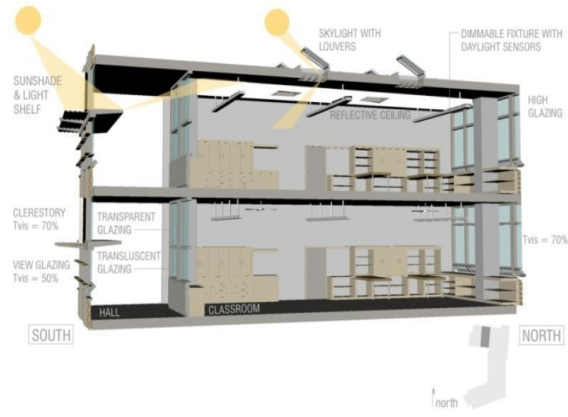 SKYLIGHT WITH
LOUVERS
DIMMABLE FIXTURE WITH
DAYLIGHT SENSORS
SUNSHADE
& LIGHT
SHELF
HIGH
GLAZING
REFLECTIVE CEILING
CLERESTORY
Tvis = 70%
TRANSPARENT
GLAZING
VIEW GLAZING
Tvis = 50%
TRANSLUSCENT
GLAZING
Tvis = 70%
HALL
CLASSROOM
SOUTH
NORTH
north